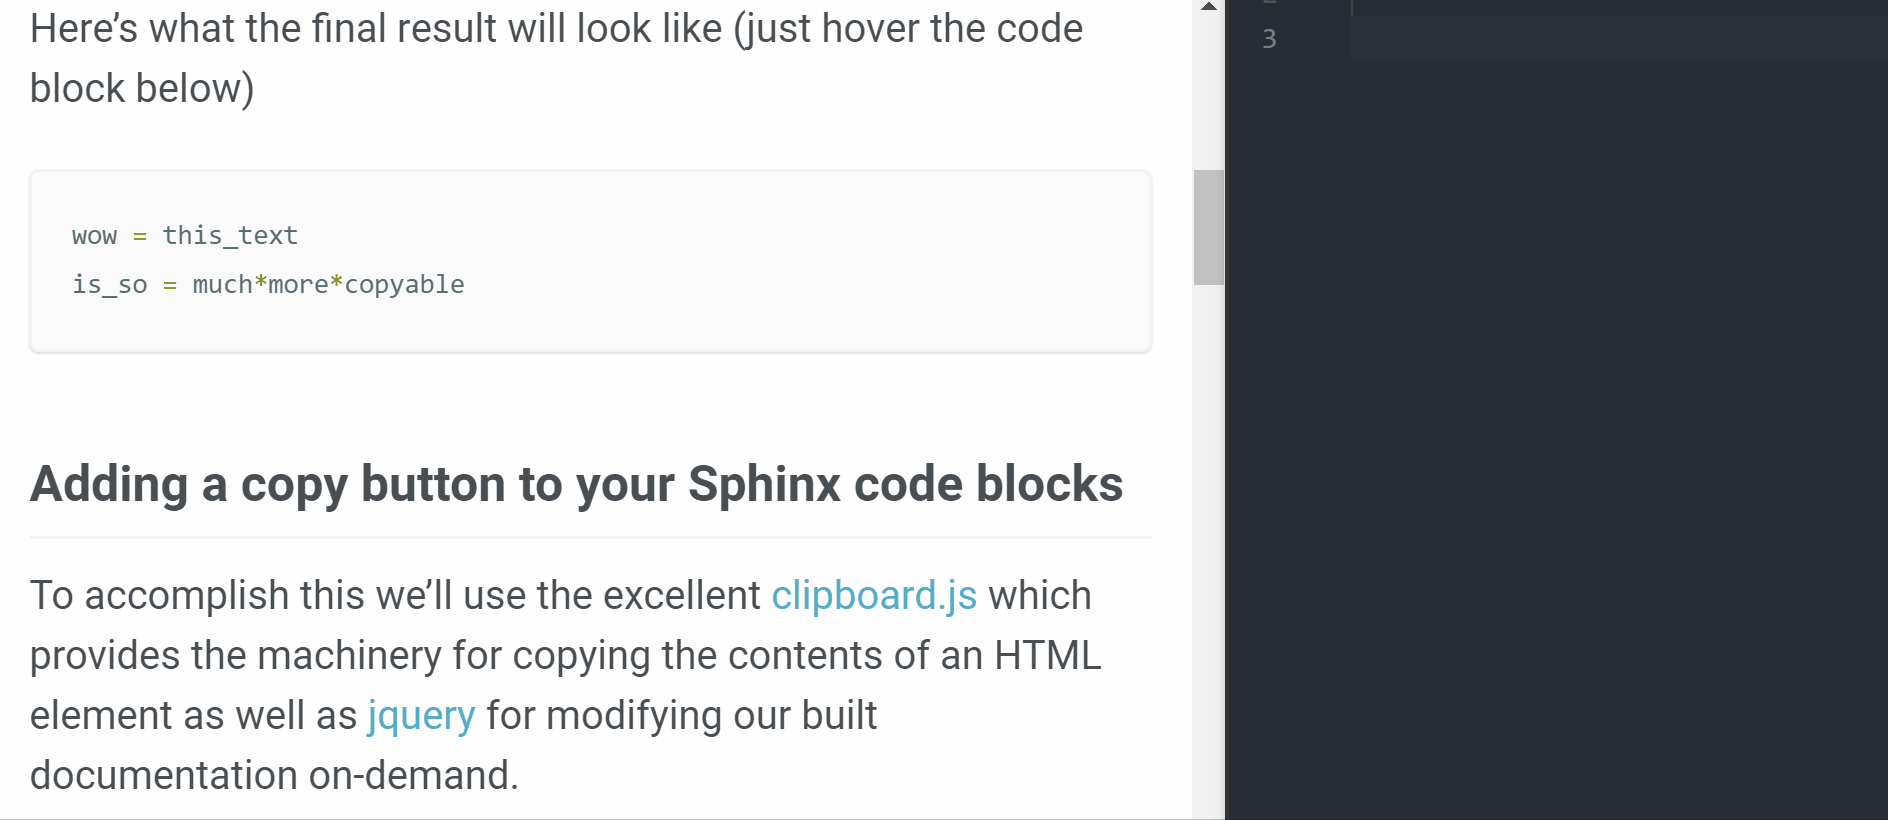 Here’s what the final result will look like (just hover the code
block below)
wow = this_text
is_so = much*more*copyable
Adding a copy button to your Sphinx code blocks
To accomplish this we’ll use the excellent clipboard.js which
provides the machinery for copying the contents of an HTML
element as well as jquery for modifying our built
documentation on-demand.
3